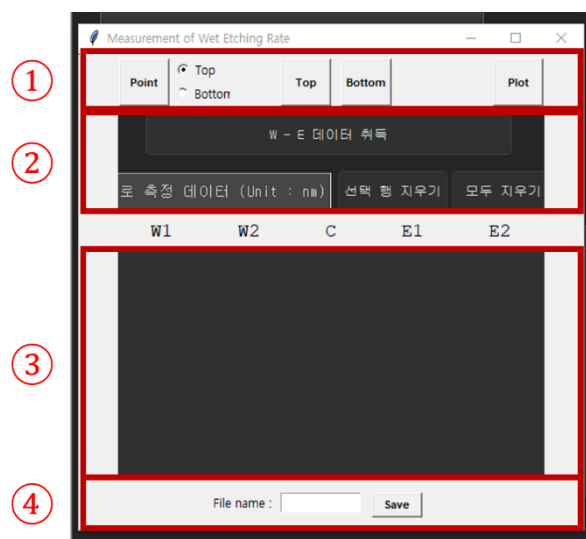 Measurement of Wet Etching Rate
① Point Top Top Bottom Plot
Bottom
② W - E 데이터 취득
로 측정 데이터 (Unit : nm) 선택 행 지우기 모두 지우기
W1 W2 C E1 E2
③
④ File name : Save